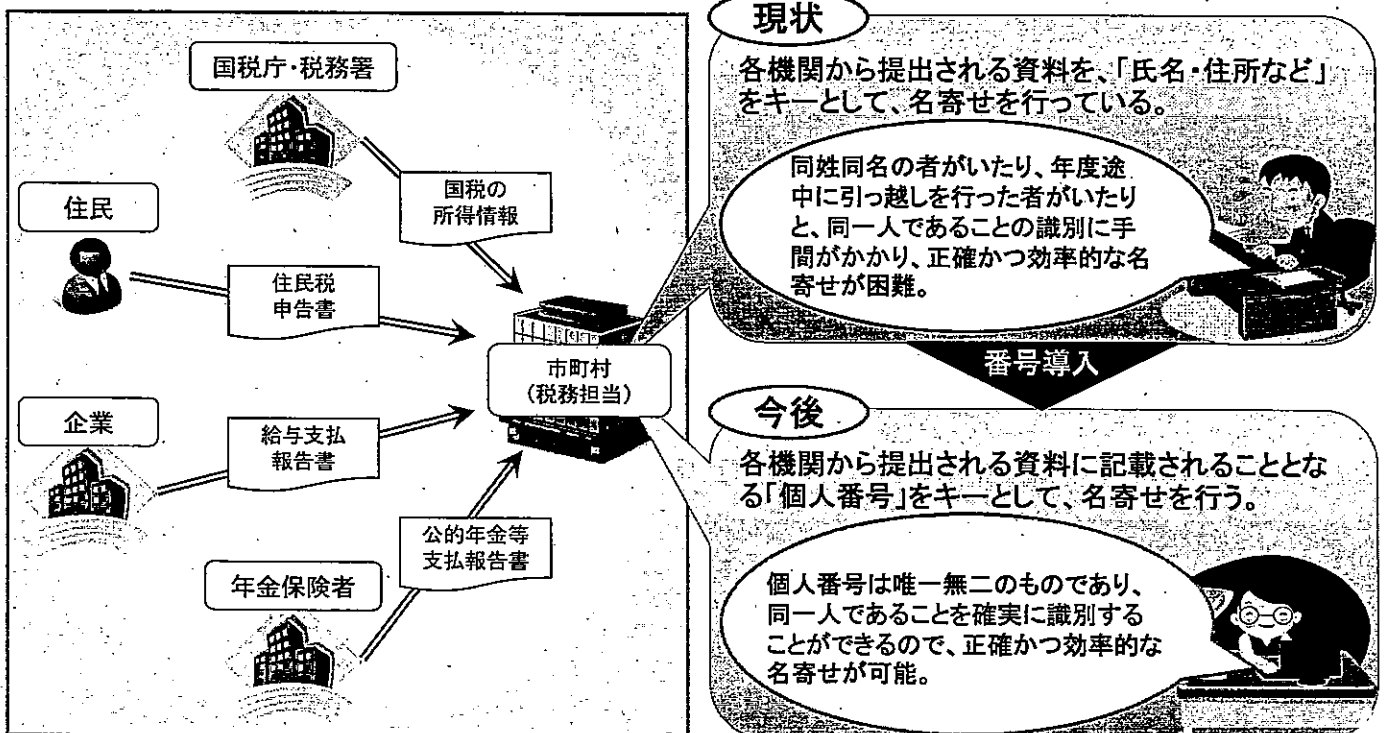 国税庁・税務署
国税の
所得情報
住民
住民税
申告書
市町村
(税務担当)
企業
給与支払
報告書
公的年金等
支払報告書
年金保険者
現状
各機関から提出される資料を、「氏名・住所など」
をキーとして、名寄せを行っている。
同姓同名の者がいたり、年度途
中に引っ越しを行った者がいたり
と、同一人であることの識別に手
間がかかり、正確かつ効率的な名
寄せが困難。
番号導入
今後
各機関から提出される資料に記載されることとな
る「個人番号」をキーとして、名寄せを行う。
個人番号は唯一無二のものであり、
同一人であることを確実に識別する
ことができるので、正確かつ効率的な
名寄せが可能。